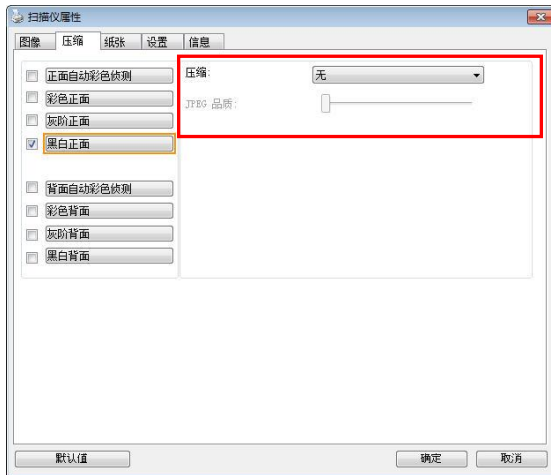 扫描仪属性
图像 压缩 纸张 设置 信息
正面自动彩色侦测
彩色正面
灰阶正面
黑白正面
背面自动彩色侦测
彩色背面
灰阶背面
黑白背面
压缩: 无
JPEG 品质:
默认值 确定 取消